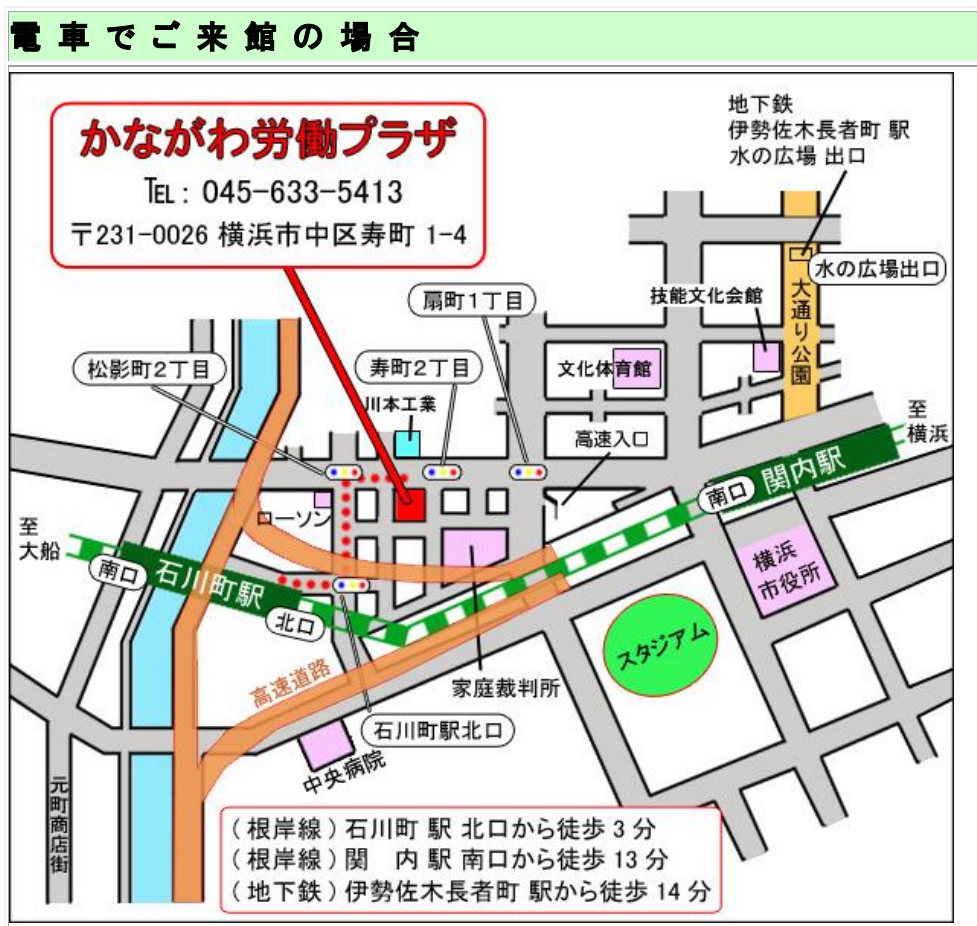 電車でご来館の場合
かながわ労働プラザ
TEL: 045-633-5413
〒231-0026 横浜市中区寿町 1-4
地下鉄
伊勢佐木長者町 駅
水の広場 出口
水の広場出口
大通り公園
技能文化会館
扇町1丁目
松影町2丁目
寿町2丁目
文化体育館
川本工業
高速入口
至
横浜
関内駅
南口
ローソン
至
大船
南口
石川町駅
北口
横浜
市役所
スタジアム
高速道路
家庭裁判所
石川町駅北口
中央病院
元町商店街
(根岸線) 石川町 駅 北口から徒歩 3 分
(根岸線) 関 内 駅 南口から徒歩 13 分
(地下鉄) 伊勢佐木長者町 駅から徒歩 14 分